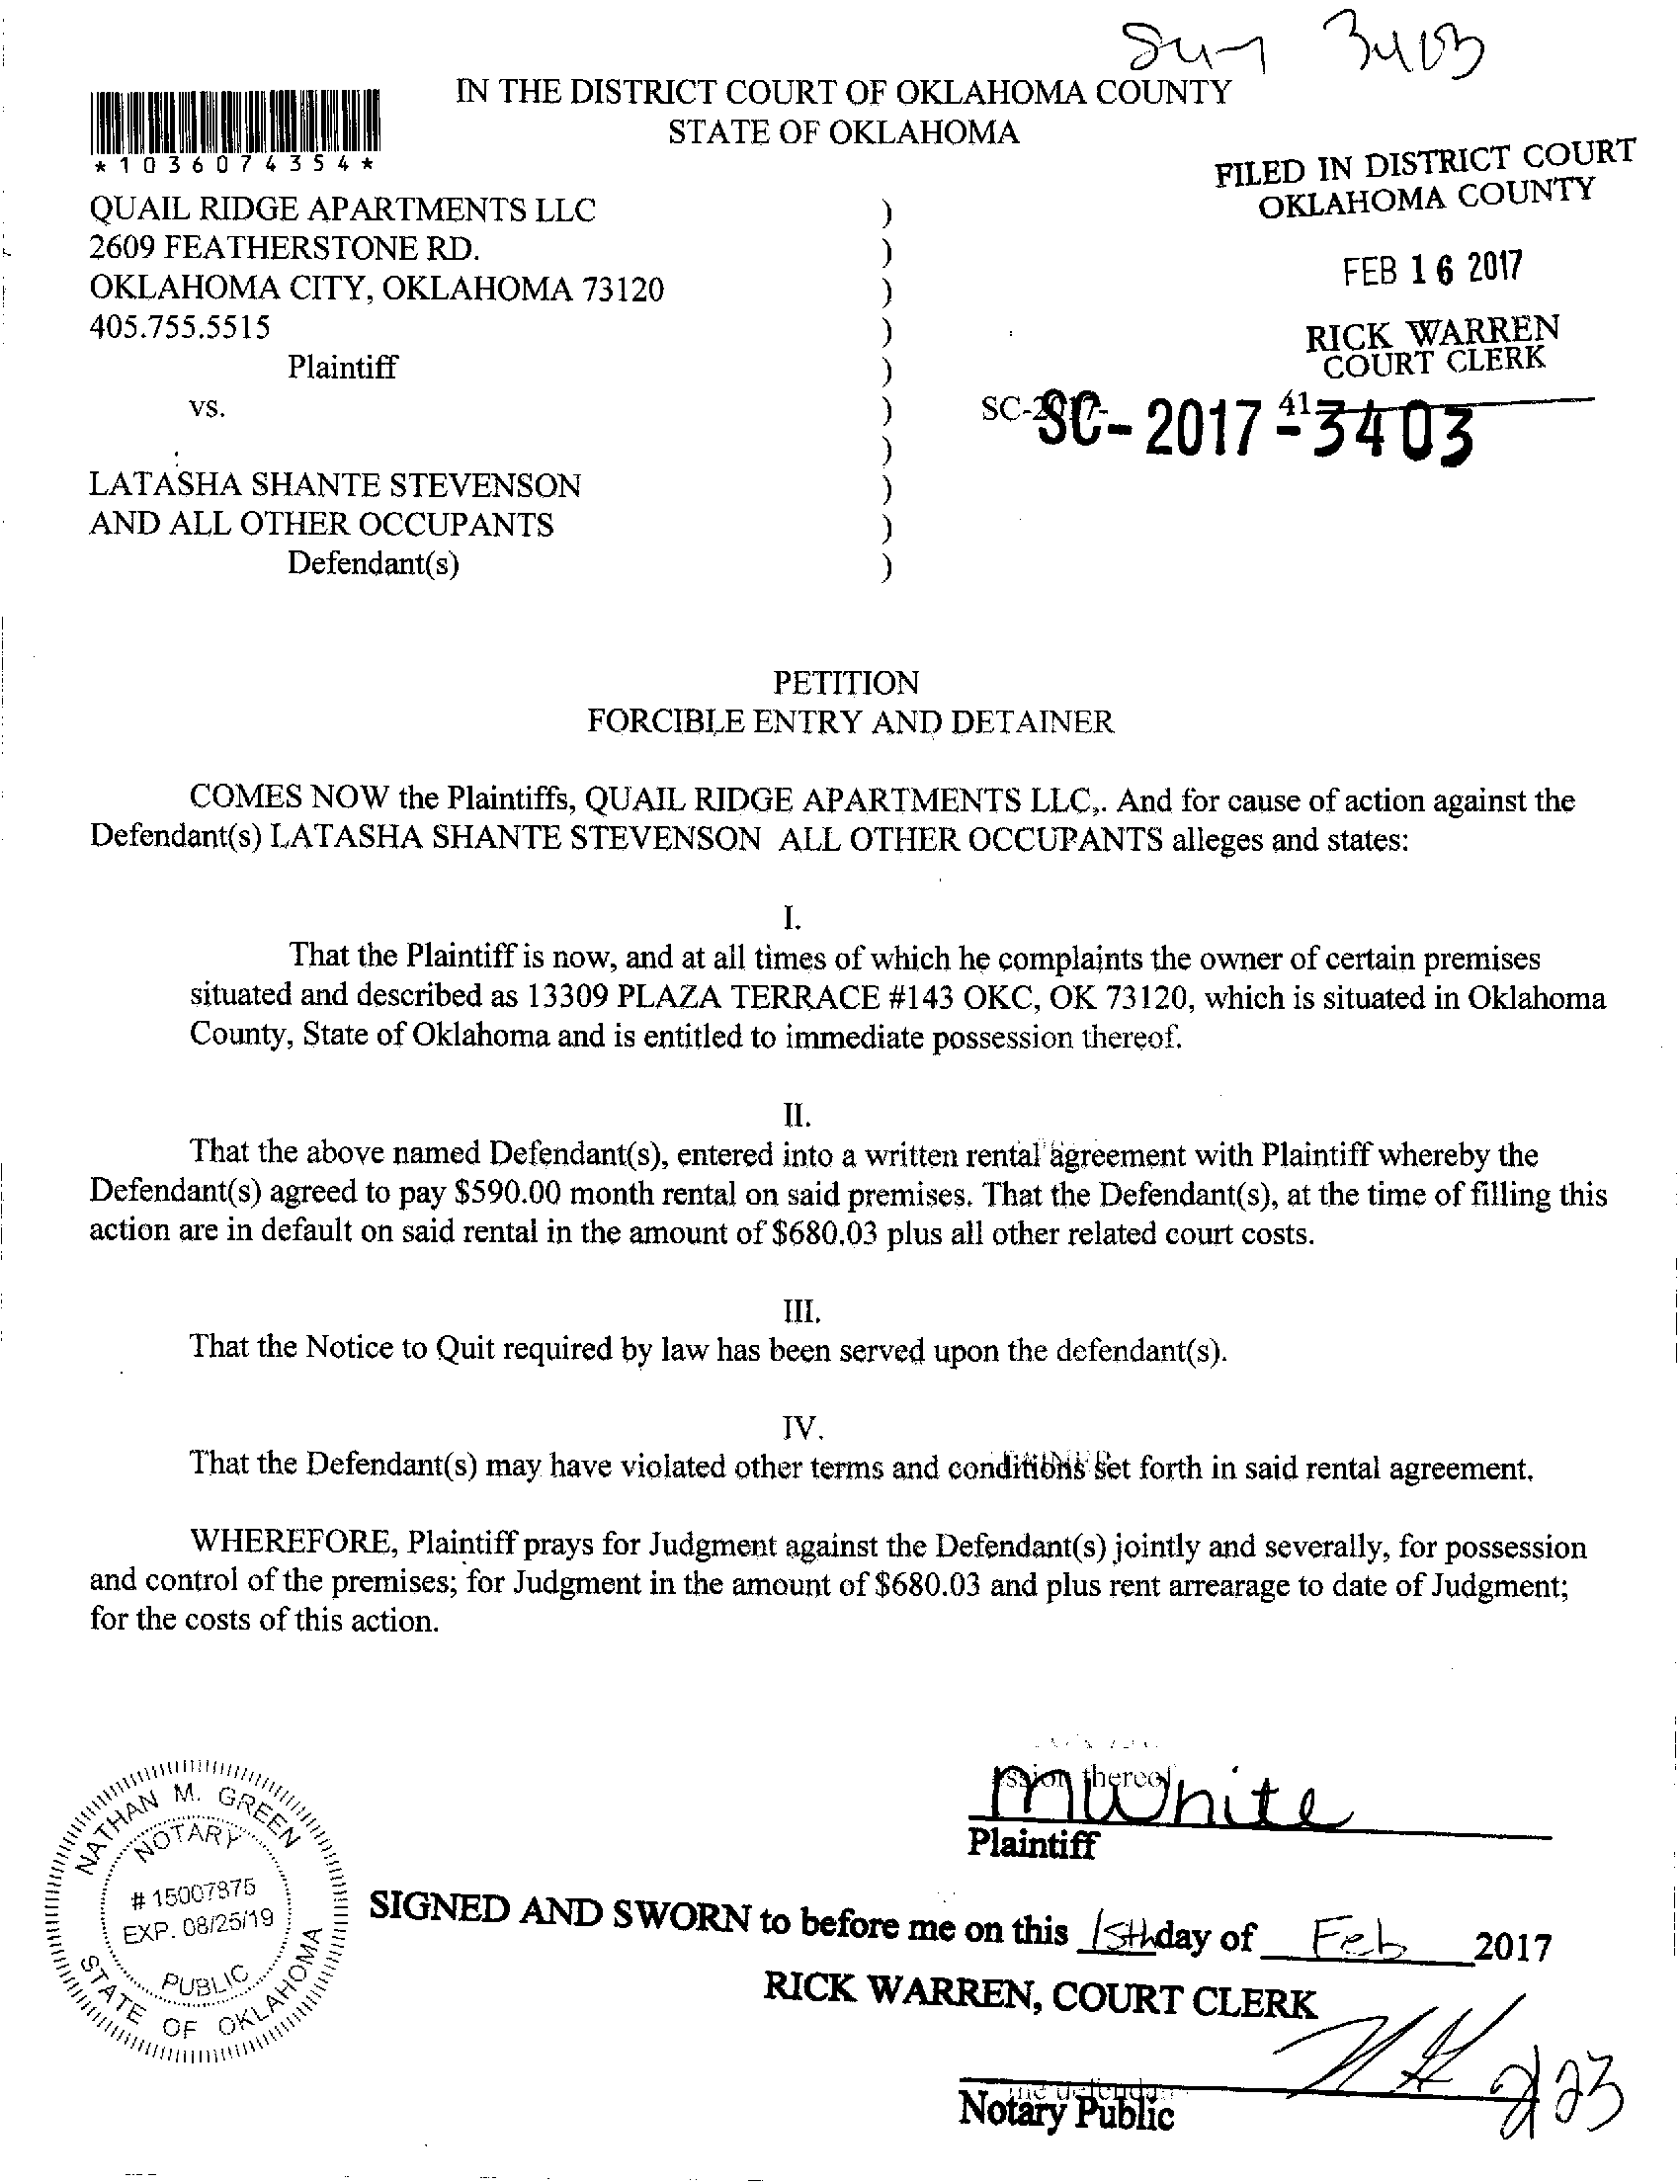 3403
IN THE DISTRICT COURT OF OKLAHOMA COUNTY
STATE OF OKLAHOMA
*1036074354*
FILED IN DISTRICT COURT
OKLAHOMA COUNTY
FEB 16 2017
RICK WARREN
COURT CLERK
QUAIL RIDGE APARTMENTS LLC )
2609 FEATHERSTONE RD. )
OKLAHOMA CITY, OKLAHOMA 73120 )
405.755.5515 )
Plaintiff )
vs. ) SC-2017- 41
SC-2017-3403
)
LATASHA SHANTE STEVENSON )
AND ALL OTHER OCCUPANTS )
Defendant(s) )
PETITION
FORCIBLE ENTRY AND DETAINER
COMES NOW the Plaintiffs, QUAIL RIDGE APARTMENTS LLC,. And for cause of action against the
Defendant(s) LATASHA SHANTE STEVENSON ALL OTHER OCCUPANTS alleges and states:
I.
That the Plaintiff is now, and at all times of which he complaints the owner of certain premises
situated and described as 13309 PLAZA TERRACE #143 OKC, OK 73120, which is situated in Oklahoma
County, State of Oklahoma and is entitled to immediate possession thereof.
II.
That the above named Defendant(s), entered into a written rental agreement with Plaintiff whereby the
Defendant(s) agreed to pay $590.00 month rental on said premises. That the Defendant(s), at the time of filling this
action are in default on said rental in the amount of $680.03 plus all other related court costs.
III.
That the Notice to Quit required by law has been served upon the defendant(s).
IV.
That the Defendant(s) may have violated other terms and conditions set forth in said rental agreement.
WHEREFORE, Plaintiff prays for Judgment against the Defendant(s) jointly and severally, for possession
and control of the premises; for Judgment in the amount of $680.03 and plus rent arrearage to date of Judgment;
for the costs of this action.
MWhite
Plaintiff
NATHAN M. GREEN
NOTARY
# 15007875
EXP. 08/25/19
PUBLIC
STATE OF OKLAHOMA
SIGNED AND SWORN to before me on this 15th day of Feb 2017
RICK WARREN, COURT CLERK
Notary Public
223